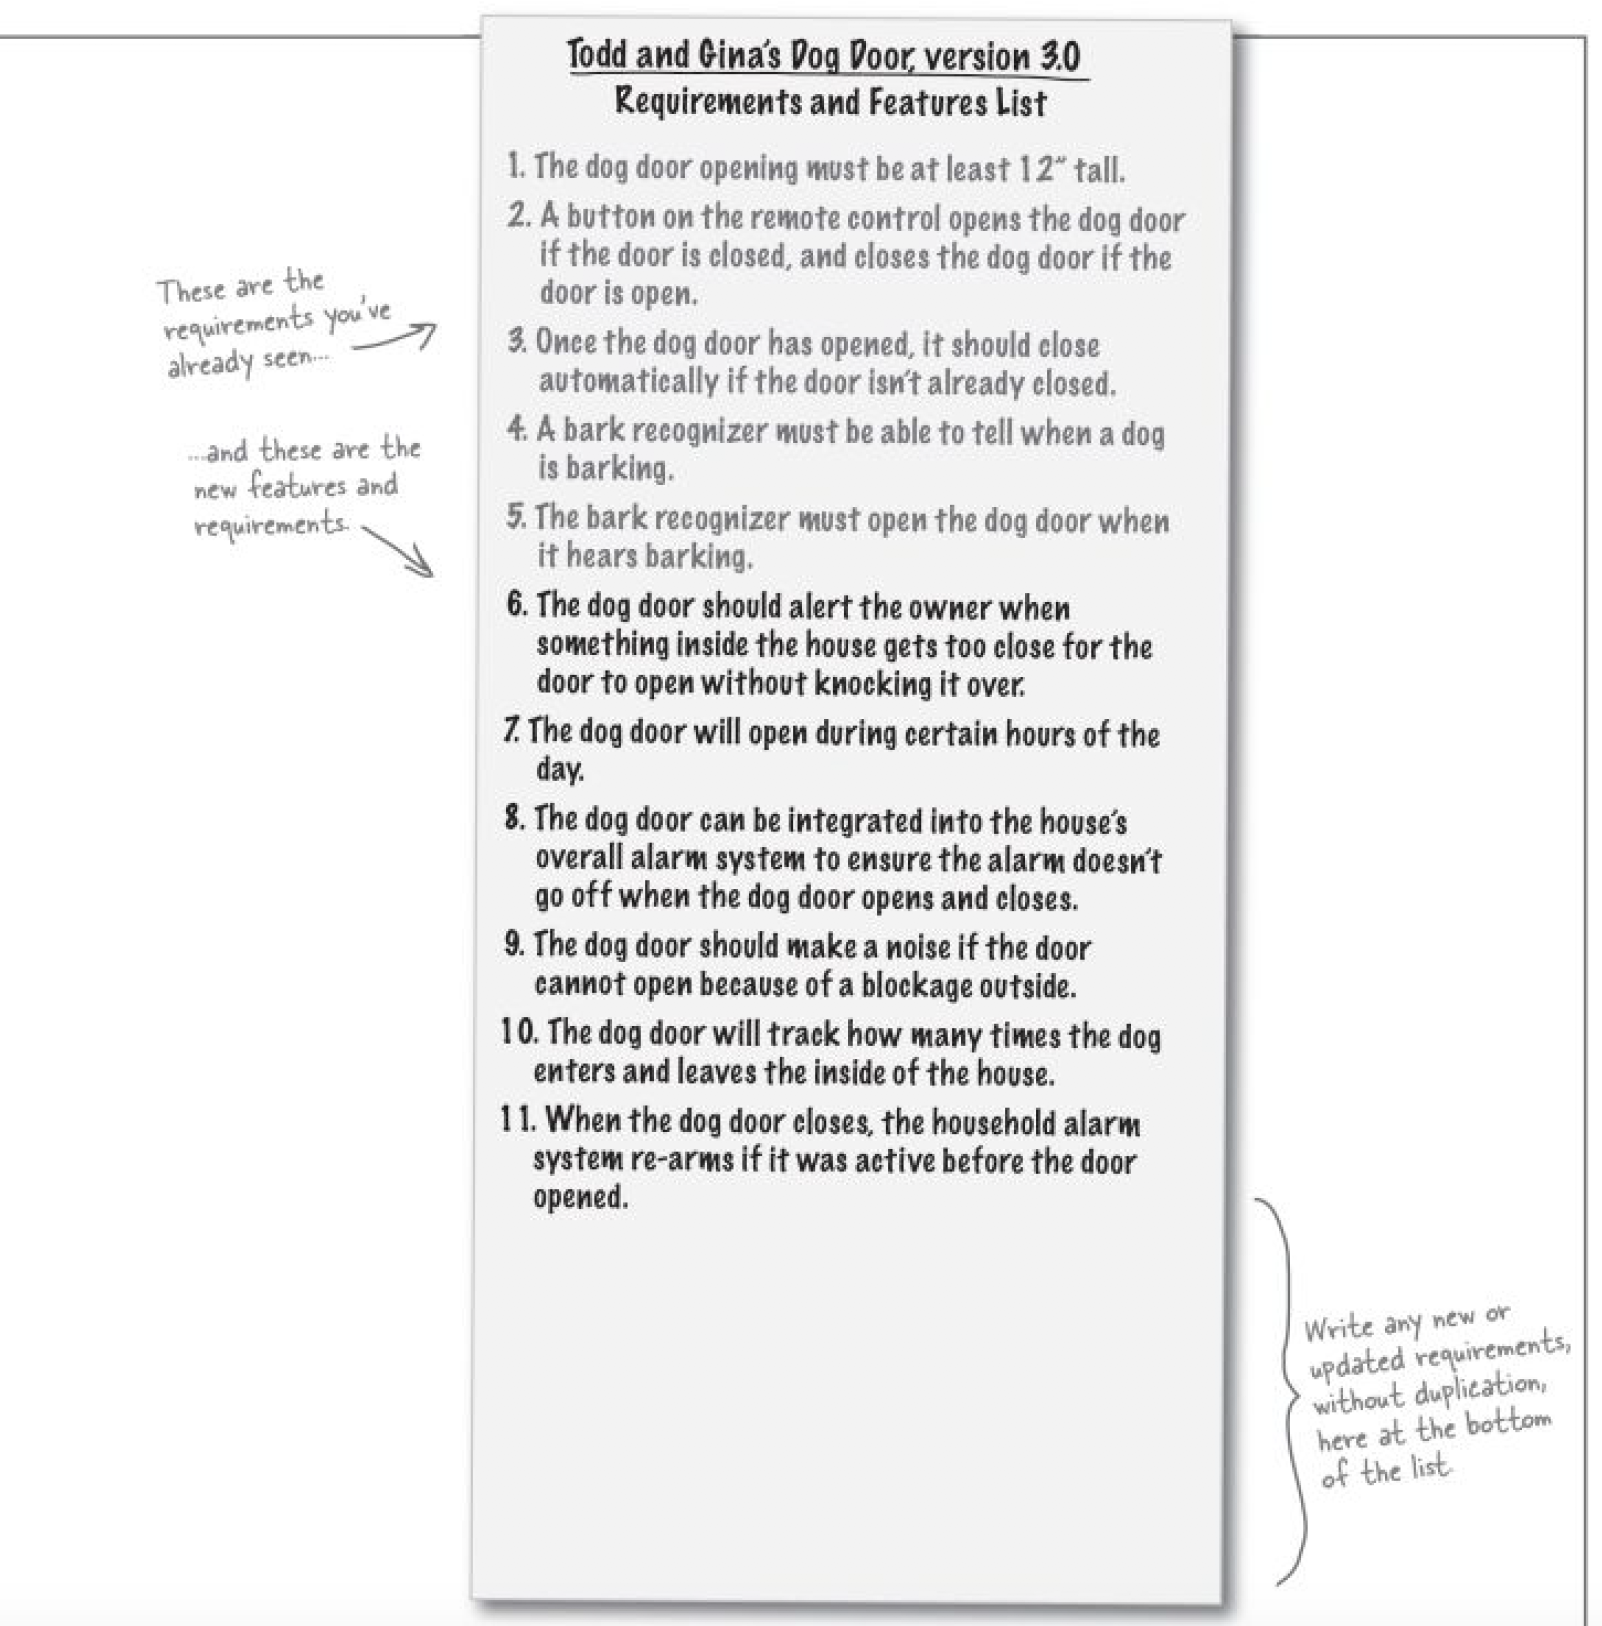 Todd and Gina's Dog Door, version 3.0
Requirements and Features List
1. The dog door opening must be at least 12" tall.
2. A button on the remote control opens the dog door
if the door is closed, and closes the dog door if the
door is open.
3. Once the dog door has opened, it should close
automatically if the door isn't already closed.
4. A bark recognizer must be able to tell when a dog
is barking.
5. The bark recognizer must open the dog door when
it hears barking.
6. The dog door should alert the owner when
something inside the house gets too close for the
door to open without knocking it over.
7. The dog door will open during certain hours of the
day.
8. The dog door can be integrated into the house's
overall alarm system to ensure the alarm doesn't
go off when the dog door opens and closes.
9. The dog door should make a noise if the door
cannot open because of a blockage outside.
10. The dog door will track how many times the dog
enters and leaves the inside of the house.
11. When the dog door closes, the household alarm
system re-arms if it was active before the door
opened.
These are the
requirements you've
already seen...
...and these are the
new features and
requirements.
Write any new or
updated requirements,
without duplication,
here at the bottom
of the list.